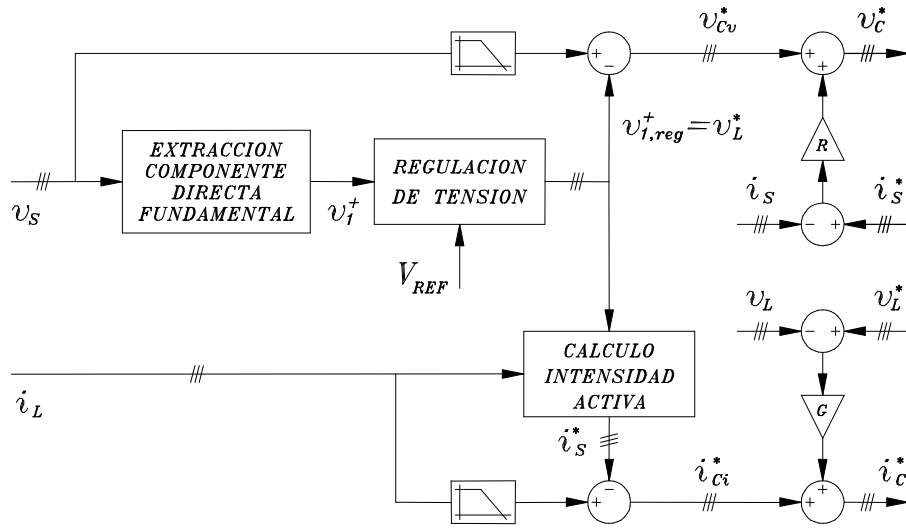 υ*Cv
υ*C
+
−
+
+
υ+1,reg = υ*L
R
EXTRACCION
COMPONENTE
DIRECTA
FUNDAMENTAL
REGULACION
DE TENSION
υS
υ+1
iS
i*S
−
+
VREF
υL
υ*L
−
+
CALCULO
INTENSIDAD
ACTIVA
iL
G
i*S
i*Ci
i*C
−
+
+
+